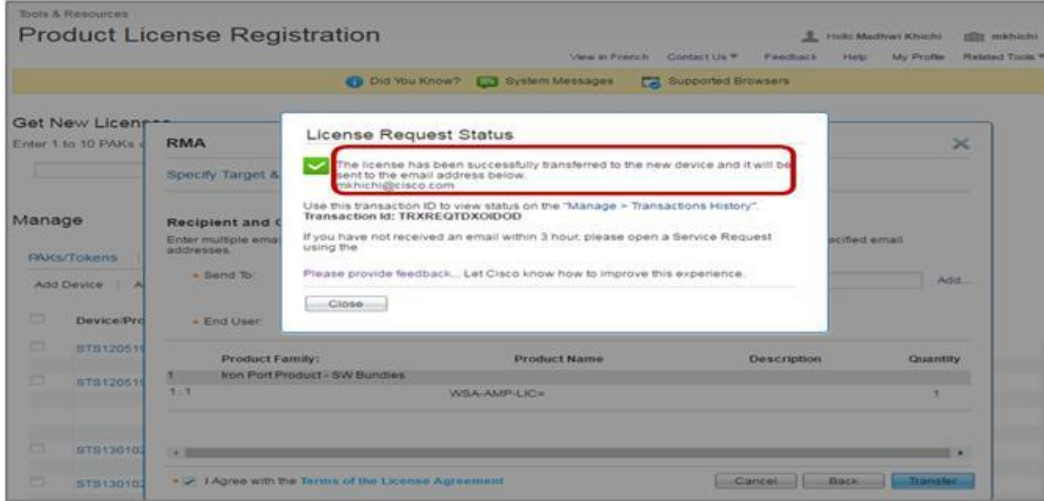 Tools & Resources
Product License Registration
Hello Madhwi Khichi mkhichi
View in French Contact Us Feedback Help My Profile Related Tools
Did You Know? System Messages Supported Browsers
Get New Licenses
Enter 1 to 10 PAKs
RMA
Specify Target &
License Request Status
The license has been successfully transferred to the new device and it will be
sent to the email address below.
mkhichi@cisco.com
Use this transaction ID to view status on the "Manage > Transactions History".
Transaction Id: TRXREQTDXOIDOD
If you have not received an email within 3 hour, please open a Service Request
using the
Please provide feedback... Let Cisco know how to improve this experience.
Close
Manage
PAKs/Tokens
Add Device
Device/Pro
Recipient and
Enter multiple emai
addresses.
ecified email
Send To:
Add...
End User:
STS120519
STS120519
STS130102
STS130102
Product Family: Product Name Description Quantity
1 Iron Port Product - SW Bundles
1.1 WSA-AMP-LIC= 1
I Agree with the Terms of the License Agreement
Cancel Back Transfer